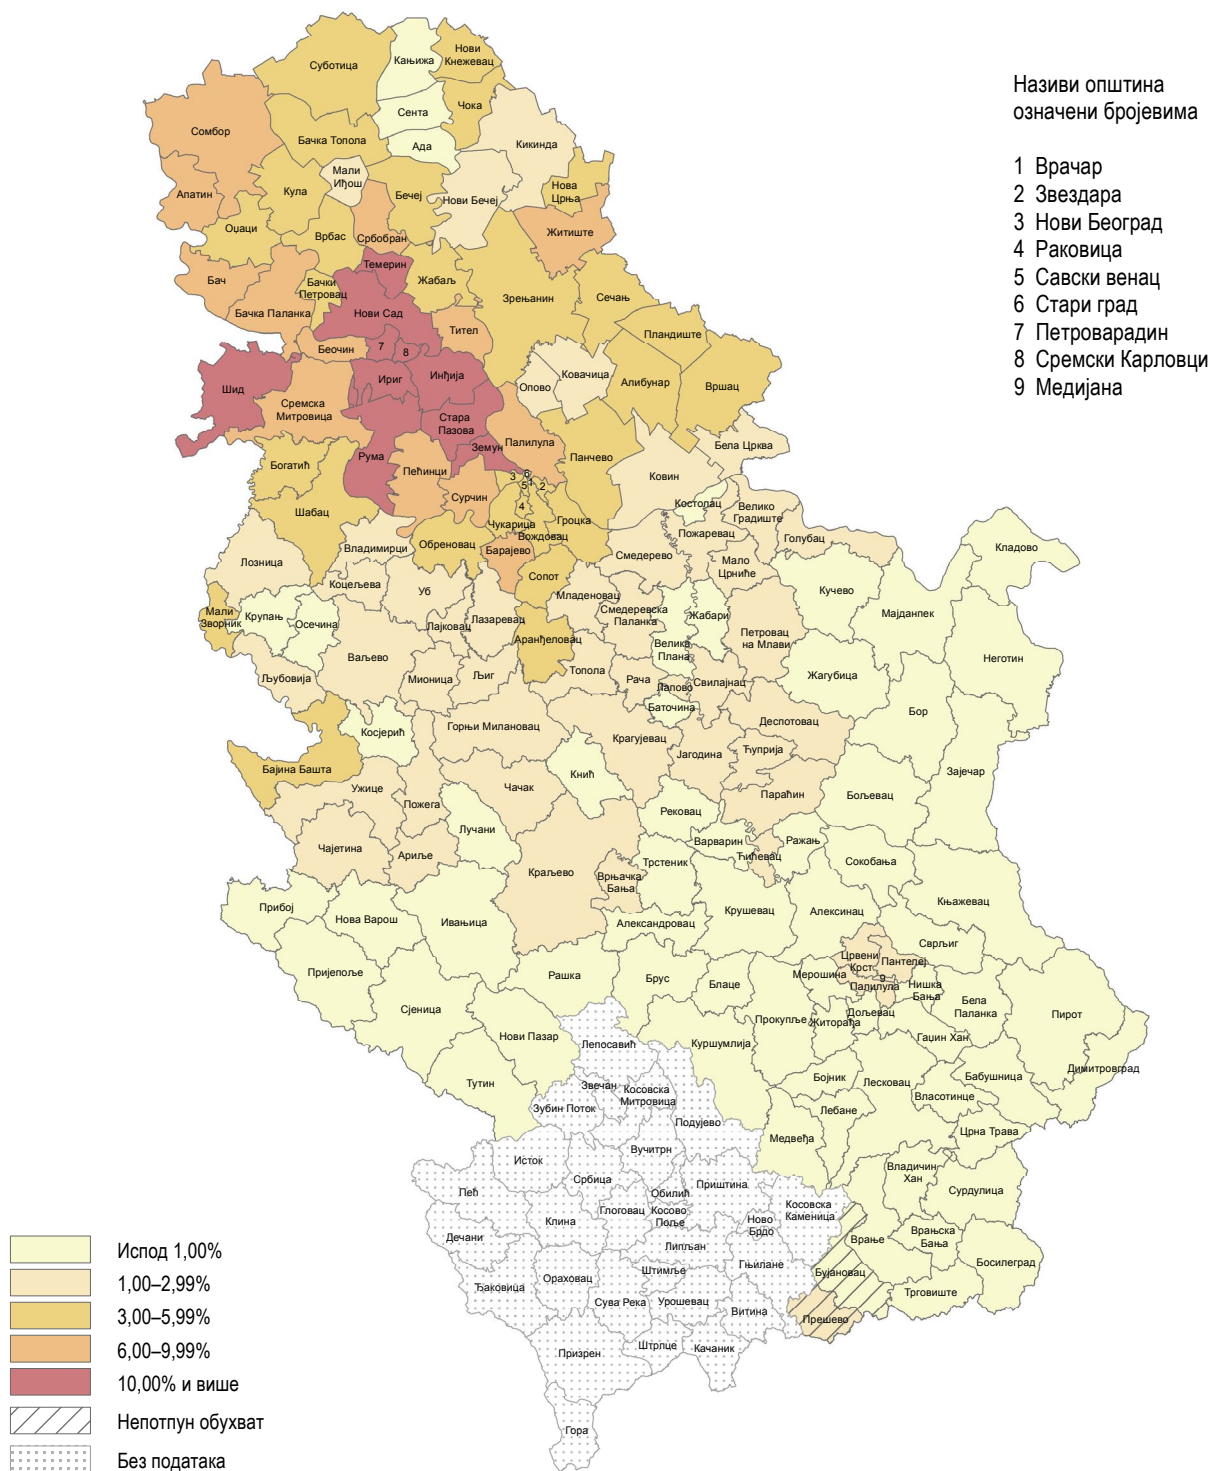 Називи општина
означени бројевима
1 Врачар
2 Звездара
3 Нови Београд
4 Раковица
5 Савски венац
6 Стари град
7 Петроварадин
8 Сремски Карловци
9 Медијана
Суботица
Кањижа
Нови
Кнежевац
Сомбор
Сента
Чока
Бачка Топола
Ада
Кикинда
Мали
Иђош
Апатин
Кула
Бечеј
Нови Бечеј
Нова
Црња
Оџаци
Врбас
Србобран
Житиште
Темерин
Бач
Бачки
Петровац
Жабаљ
Зрењанин
Сечањ
Бачка Паланка
Нови Сад
Тител
Пландиште
Беочин
7
8
Шид
Ириг
Инђија
Опово
Ковачица
Алибунар
Вршац
Сремска
Митровица
Стара
Пазова
Палилула
Земун
Панчево
Бела Црква
Богатић
Рума
Пећинци
Сурчин
6
3
1
5
2
4
Ковин
Костолац
Шабац
Чукарица
Гроцка
Вождовац
Велико
Градиште
Пожаревац
Голубац
Владимирци
Обреновац
Барајево
Смедерево
Мало
Црниће
Кладово
Лозница
Коцељева
Уб
Сопот
Младеновац
Кучево
Мајданпек
Мали
Зворник
Крупањ
Осечина
Лајковац
Лазаревац
Смедеревска
Паланка
Жабари
Аранђеловац
Велика
Плана
Петровац
на Млави
Неготин
Ваљево
Љубовија
Мионица
Љиг
Топола
Рача
Лапово
Свилајнац
Жагубица
Баточина
Бор
Косјерић
Горњи Милановац
Крагујевац
Деспотовац
Јагодина
Ћуприја
Бајина Башта
Кнић
Зајечар
Ужице
Пожега
Чачак
Параћин
Бољевац
Лучани
Рековац
Чајетина
Ариље
Варварин
Ражањ
Ћићевац
Трстеник
Сокобања
Краљево
Врњачка
Бања
Прибој
Нова Варош
Ивањица
Крушевац
Алексинац
Књажевац
Александровац
Сврљиг
Црвени
Крст
Пантелеј
Пријепоље
Рашка
Брус
Блаце
Мерошина
9
Палилула
Нишка
Бања
Бела
Паланка
Сјеница
Прокупље
Житорађа
Дољевац
Пирот
Нови Пазар
Лепосавић
Куршумлија
Гаџин Хан
Тутин
Звечан
Косовска
Митровица
Бојник
Лесковац
Бабушница
Димитровград
Зубин Поток
Подујево
Лебане
Власотинце
Медвеђа
Црна Трава
Исток
Вучитрн
Србица
Приштина
Владичин
Хан
Сурдулица
Пећ
Обилић
Косово
Поље
Глоговац
Клина
Ново
Брдо
Косовска
Каменица
Врањска
Бања
Врање
Дечани
Липљан
Гњилане
Босилеград
Ђаковица
Ораховац
Штимље
Бујановац
Сува Река
Урошевац
Витина
Трговиште
Прешево
Призрен
Штрпце
Качаник
Гора
Испод 1,00%
1,00–2,99%
3,00–5,99%
6,00–9,99%
10,00% и више
Непотпун обухват
Без података